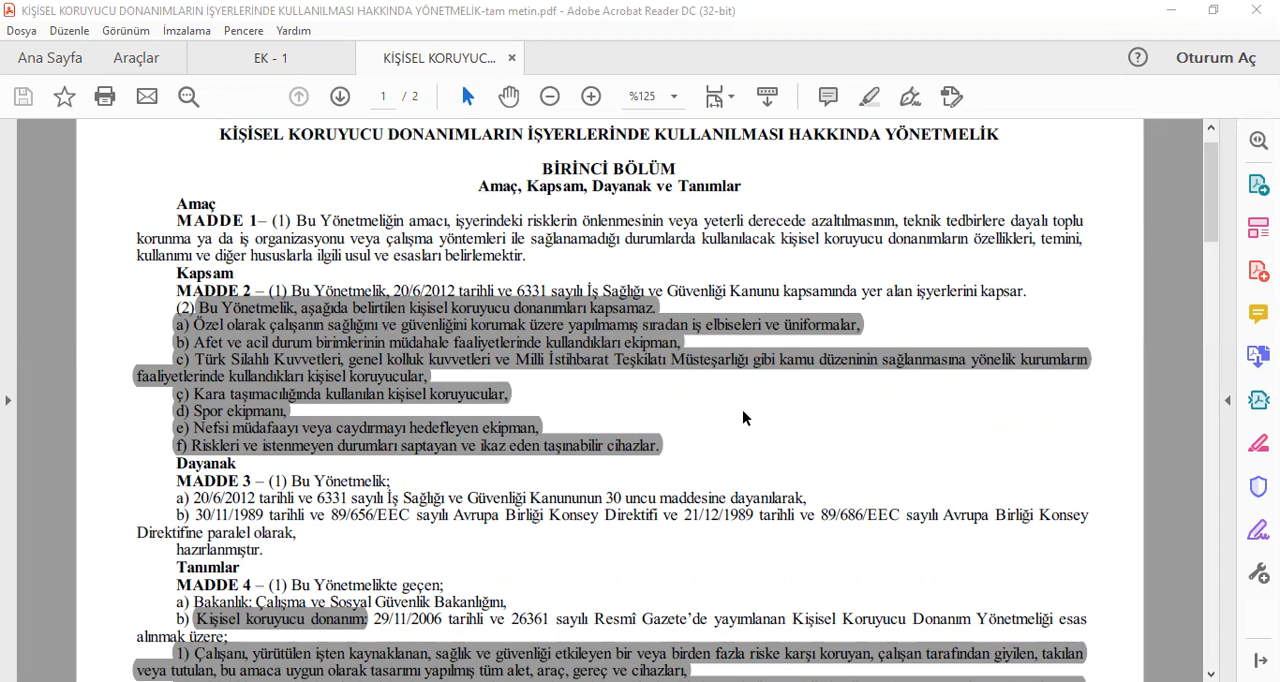 KİŞİSEL KORUYUCU DONANIMLARIN İŞYERLERİNDE KULLANILMASI HAKKINDA YÖNETMELİK-tam metin.pdf - Adobe Acrobat Reader DC (32-bit)
Dosya Düzenle Görünüm İmzalama Pencere Yardım
Ana Sayfa Araçlar EK - 1 KİŞİSEL KORUYUC... × Oturum Aç
1 / 2 %125
KİŞİSEL KORUYUCU DONANIMLARIN İŞYERLERİNDE KULLANILMASI HAKKINDA YÖNETMELİK
BİRİNCİ BÖLÜM
Amaç, Kapsam, Dayanak ve Tanımlar
Amaç
MADDE 1– (1) Bu Yönetmeliğin amacı, işyerindeki risklerin önlenmesinin veya yeterli derecede azaltılmasının, teknik tedbirlere dayalı toplu
korunma ya da iş organizasyonu veya çalışma yöntemleri ile sağlanamadığı durumlarda kullanılacak kişisel koruyucu donanımların özellikleri, temini,
kullanımı ve diğer hususlarla ilgili usul ve esasları belirlemektir.
Kapsam
MADDE 2 – (1) Bu Yönetmelik, 20/6/2012 tarihli ve 6331 sayılı İş Sağlığı ve Güvenliği Kanunu kapsamında yer alan işyerlerini kapsar.
(2) Bu Yönetmelik, aşağıda belirtilen kişisel koruyucu donanımları kapsamaz.
a) Özel olarak çalışanın sağlığını ve güvenliğini korumak üzere yapılmamış sıradan iş elbiseleri ve üniformalar,
b) Afet ve acil durum birimlerinin müdahale faaliyetlerinde kullandıkları ekipman,
c) Türk Silahlı Kuvvetleri, genel kolluk kuvvetleri ve Milli İstihbarat Teşkilatı Müsteşarlığı gibi kamu düzeninin sağlanmasına yönelik kurumların
faaliyetlerinde kullandıkları kişisel koruyucular,
ç) Kara taşımacılığında kullanılan kişisel koruyucular,
d) Spor ekipmanı,
e) Nefsi müdafaayı veya caydırmayı hedefleyen ekipman,
f) Riskleri ve istenmeyen durumları saptayan ve ikaz eden taşınabilir cihazlar.
Dayanak
MADDE 3 – (1) Bu Yönetmelik;
a) 20/6/2012 tarihli ve 6331 sayılı İş Sağlığı ve Güvenliği Kanununun 30 uncu maddesine dayanılarak,
b) 30/11/1989 tarihli ve 89/656/EEC sayılı Avrupa Birliği Konsey Direktifi ve 21/12/1989 tarihli ve 89/686/EEC sayılı Avrupa Birliği Konsey
Direktifine paralel olarak,
hazırlanmıştır.
Tanımlar
MADDE 4 – (1) Bu Yönetmelikte geçen;
a) Bakanlık: Çalışma ve Sosyal Güvenlik Bakanlığını,
b) Kişisel koruyucu donanım: 29/11/2006 tarihli ve 26361 sayılı Resmî Gazete’de yayımlanan Kişisel Koruyucu Donanım Yönetmeliği esas
alınmak üzere;
1) Çalışanı, yürütülen işten kaynaklanan, sağlık ve güvenliği etkileyen bir veya birden fazla riske karşı koruyan, çalışan tarafından giyilen, takılan
veya tutulan, bu amaca uygun olarak tasarımı yapılmış tüm alet, araç, gereç ve cihazları,